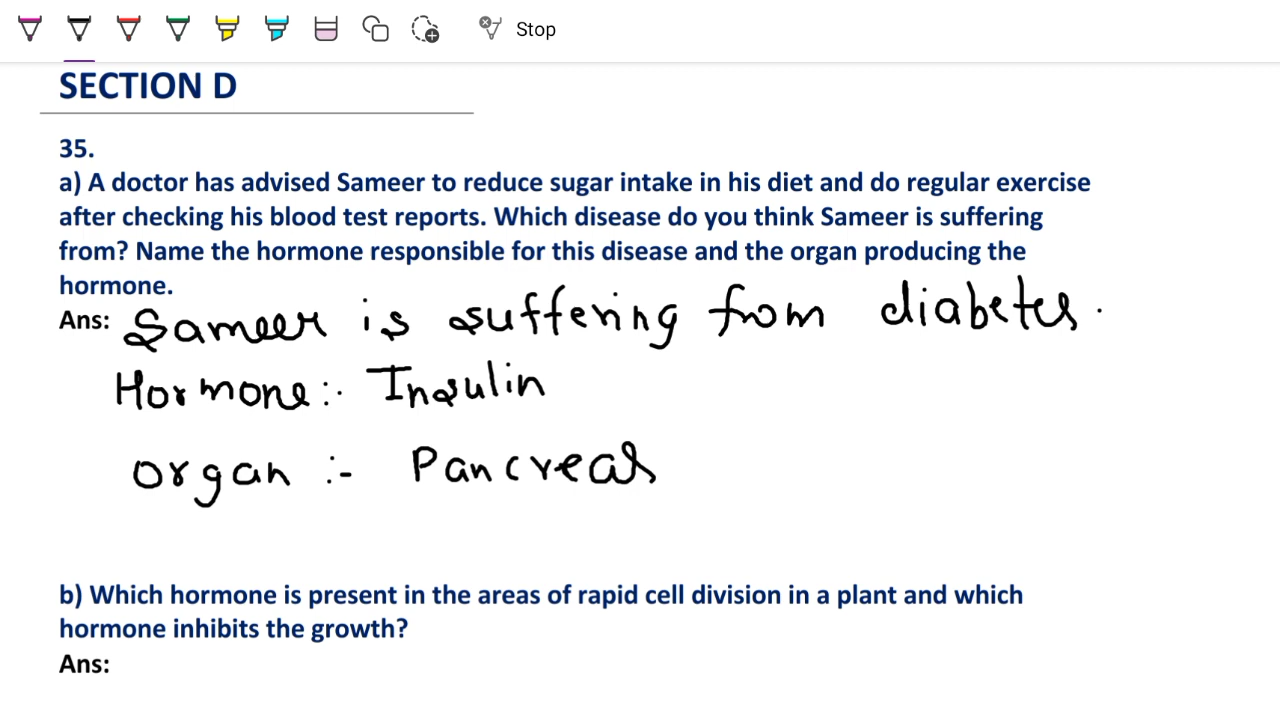 Stop
SECTION D
35.
a) A doctor has advised Sameer to reduce sugar intake in his diet and do regular exercise
after checking his blood test reports. Which disease do you think Sameer is suffering
from? Name the hormone responsible for this disease and the organ producing the
hormone.
Ans: Sameer is suffering from diabetes.
Hormone:- Insulin
Organ :- Pancreas
b) Which hormone is present in the areas of rapid cell division in a plant and which
hormone inhibits the growth?
Ans: